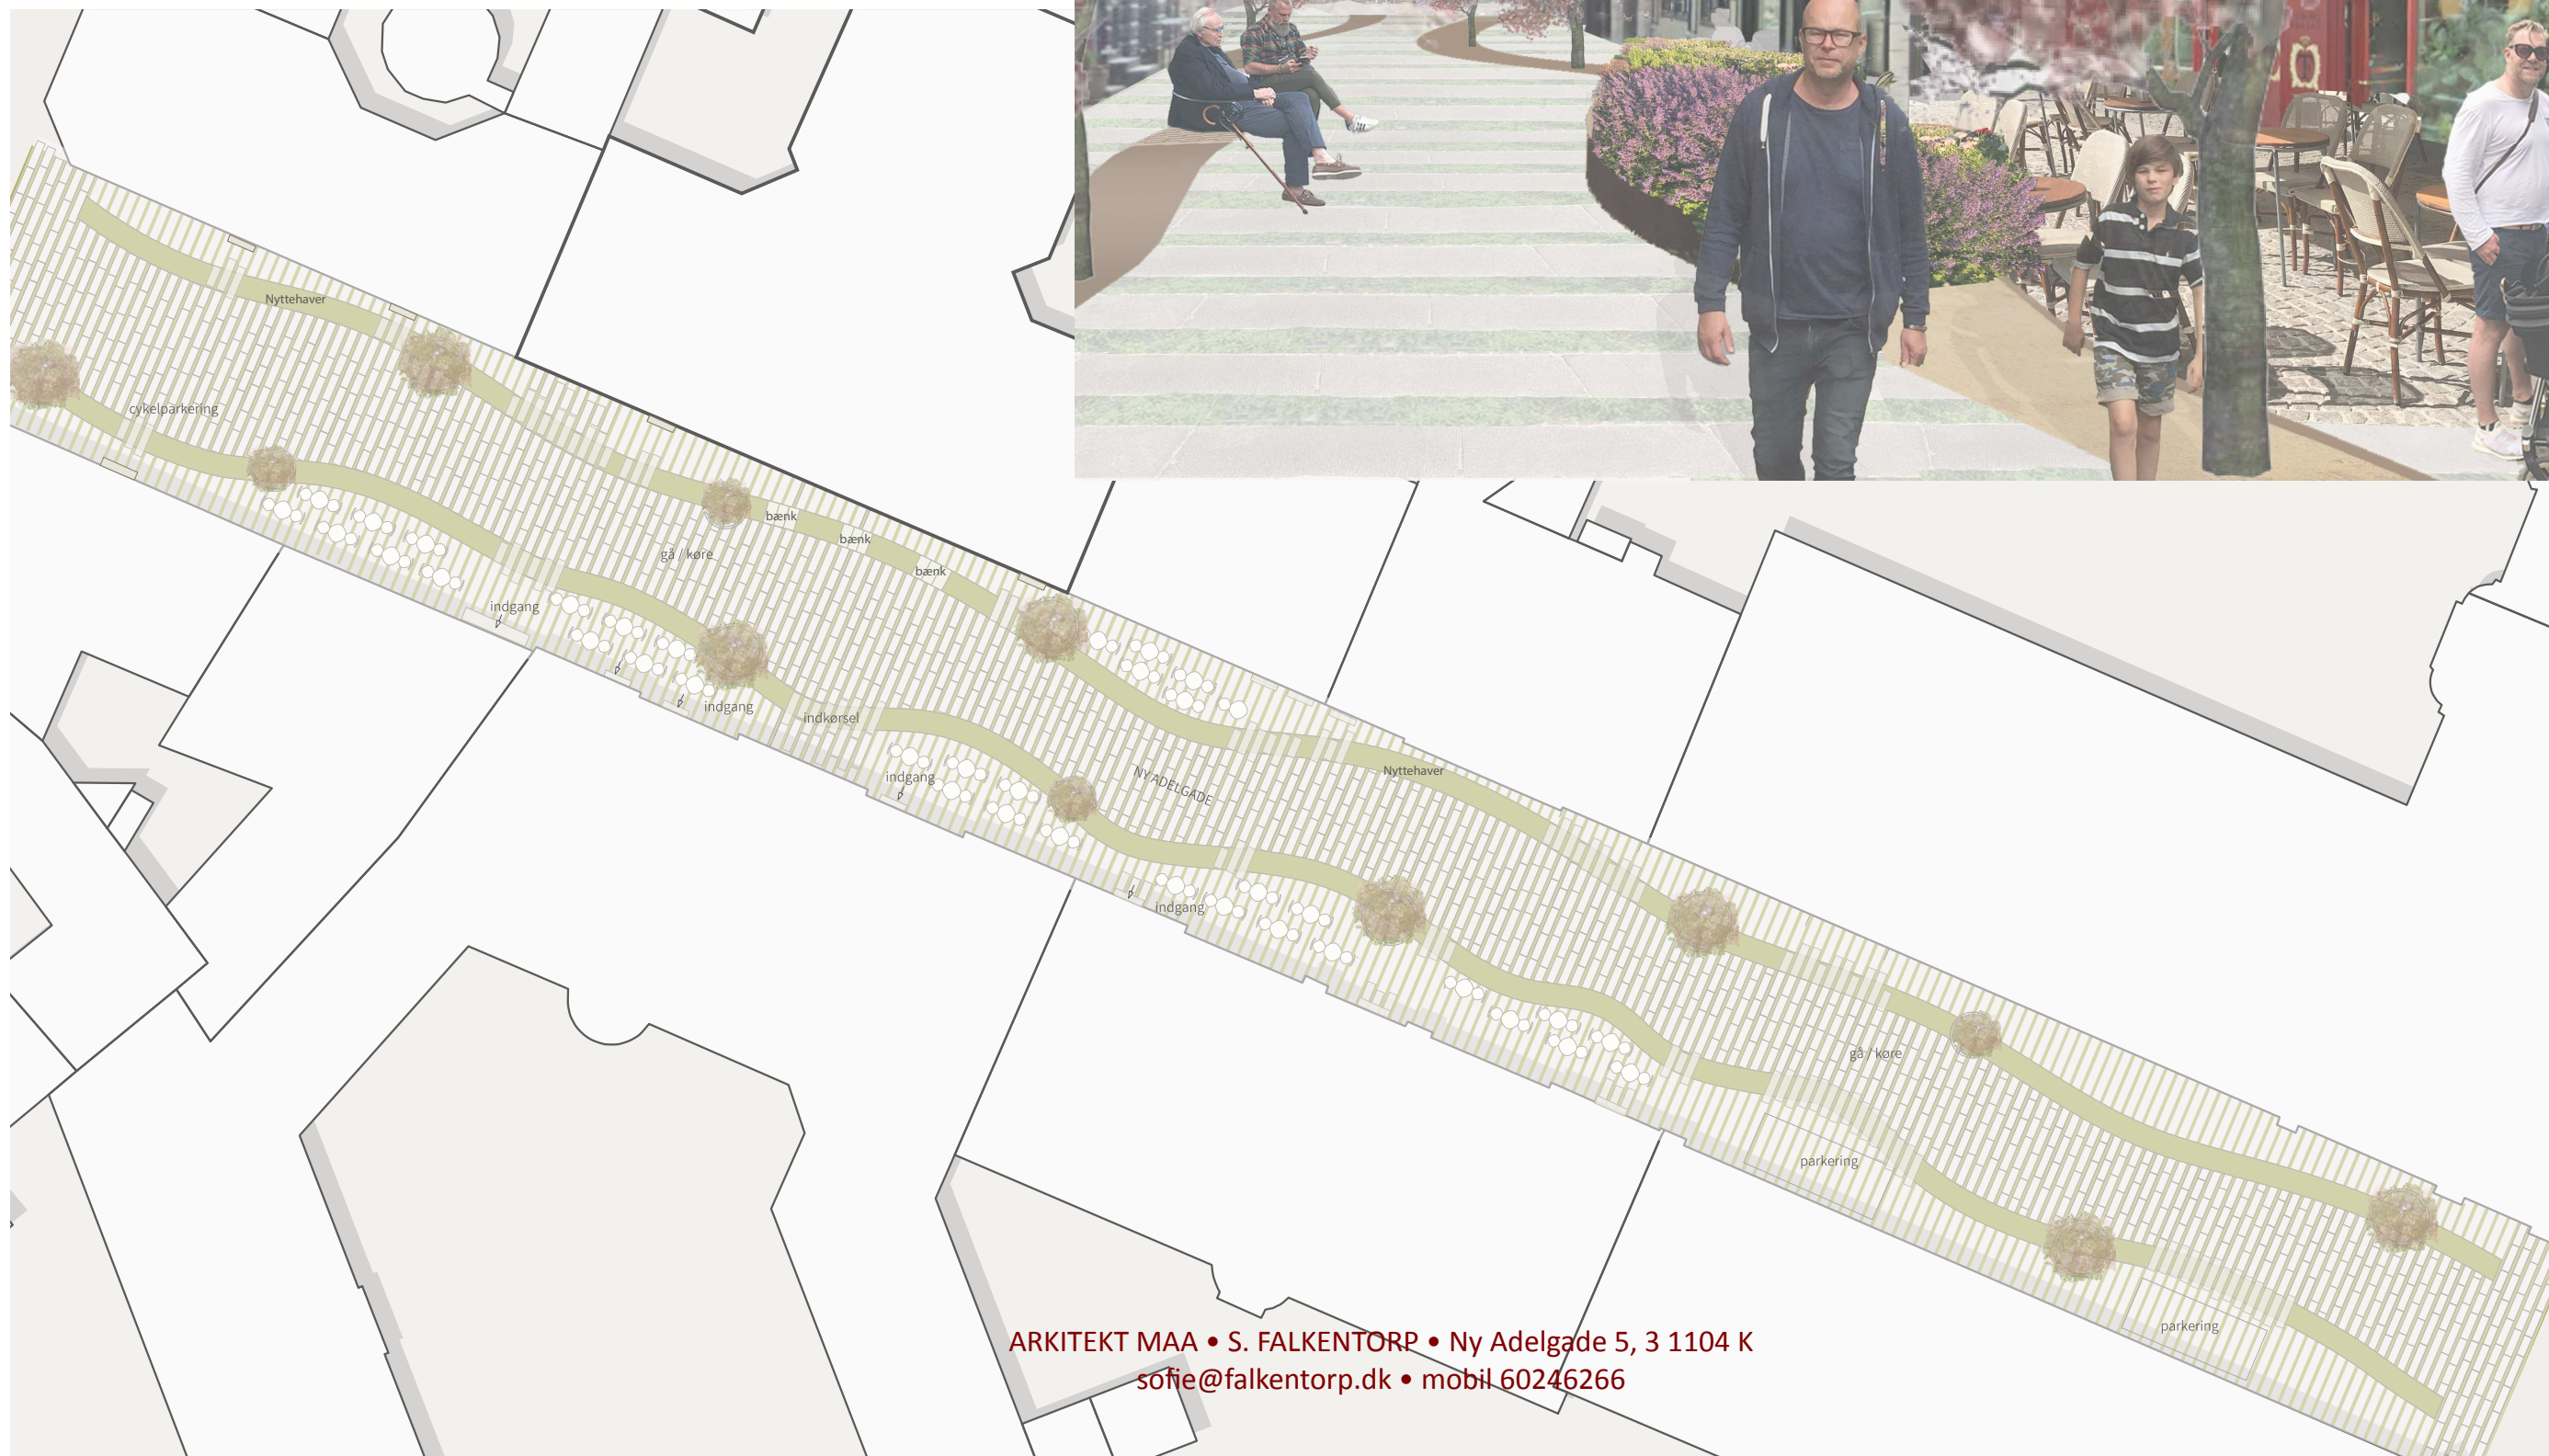 Nyttehaver
cykelparkering
bænk
bænk
gå / køre
bænk
indgang
indgang
indkørsel
indgang
NY ADELGADE
Nyttehaver
indgang
gå / køre
parkering
parkering
ARKITEKT MAA • S. FALKENTORP • Ny Adelgade 5, 3 1104 K
sofie@falkentorp.dk • mobil 60246266